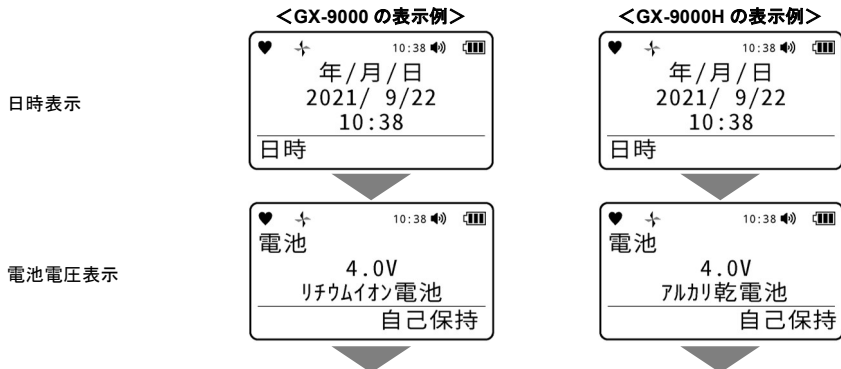 ＜GX-9000 の表示例＞
＜GX-9000H の表示例＞
日時表示
10:38
年/月/日
2021/ 9/22
10:38
日時
10:38
年/月/日
2021/ 9/22
10:38
日時
電池電圧表示
10:38
電池
4.0V
ﾘﾁｳﾑｲｵﾝ電池
自己保持
10:38
電池
4.0V
ｱﾙｶﾘ乾電池
自己保持